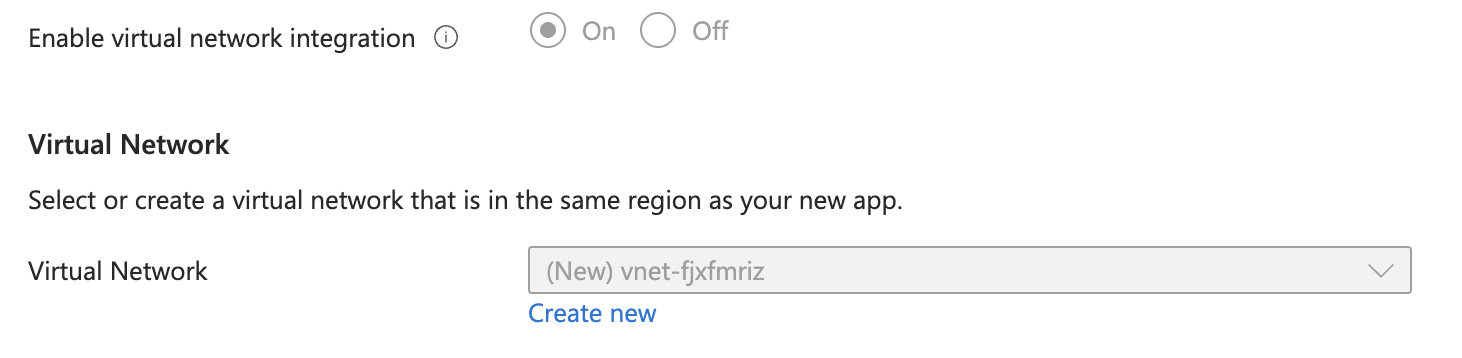 Enable virtual network integration On Off
Virtual Network
Select or create a virtual network that is in the same region as your new app.
Virtual Network (New) vnet-fjxfmriz
Create new